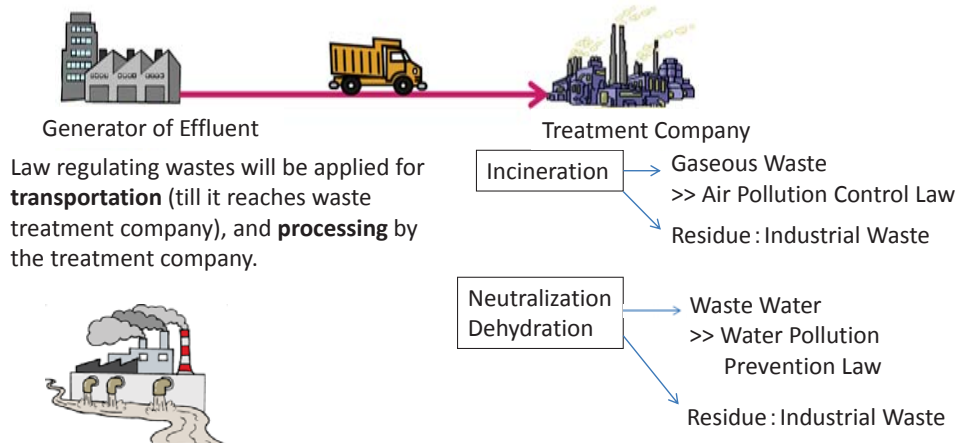 Generator of Effluent
Treatment Company
Law regulating wastes will be applied for
transportation (till it reaches waste
treatment company), and processing by
the treatment company.
Incineration
Gaseous Waste
>> Air Pollution Control Law
Residue : Industrial Waste
Neutralization
Dehydration
Waste Water
>> Water Pollution
Prevention Law
Residue : Industrial Waste